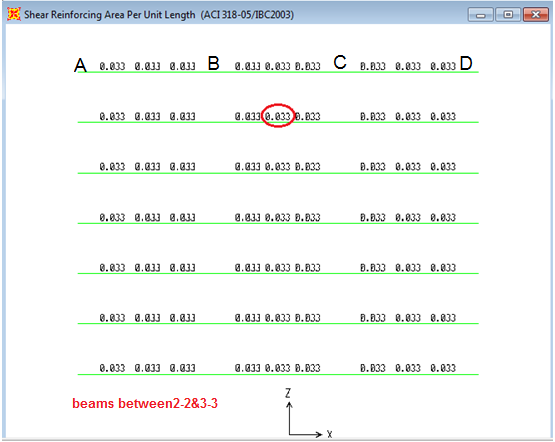 Shear Reinforcing Area Per Unit Length (ACI 318-05/IBC2003)
A 0.033 0.033 0.033 B 0.033 0.033 0.033 C 0.033 0.033 0.033 D
0.033 0.033 0.033 0.033 0.033 0.033 0.033 0.033 0.033
0.033 0.033 0.033 0.033 0.033 0.033 0.033 0.033 0.033
0.033 0.033 0.033 0.033 0.033 0.033 0.033 0.033 0.033
0.033 0.033 0.033 0.033 0.033 0.033 0.033 0.033 0.033
0.033 0.033 0.033 0.033 0.033 0.033 0.033 0.033 0.033
0.033 0.033 0.033 0.033 0.033 0.033 0.033 0.033 0.033
Z
beams between2-2&3-3
X